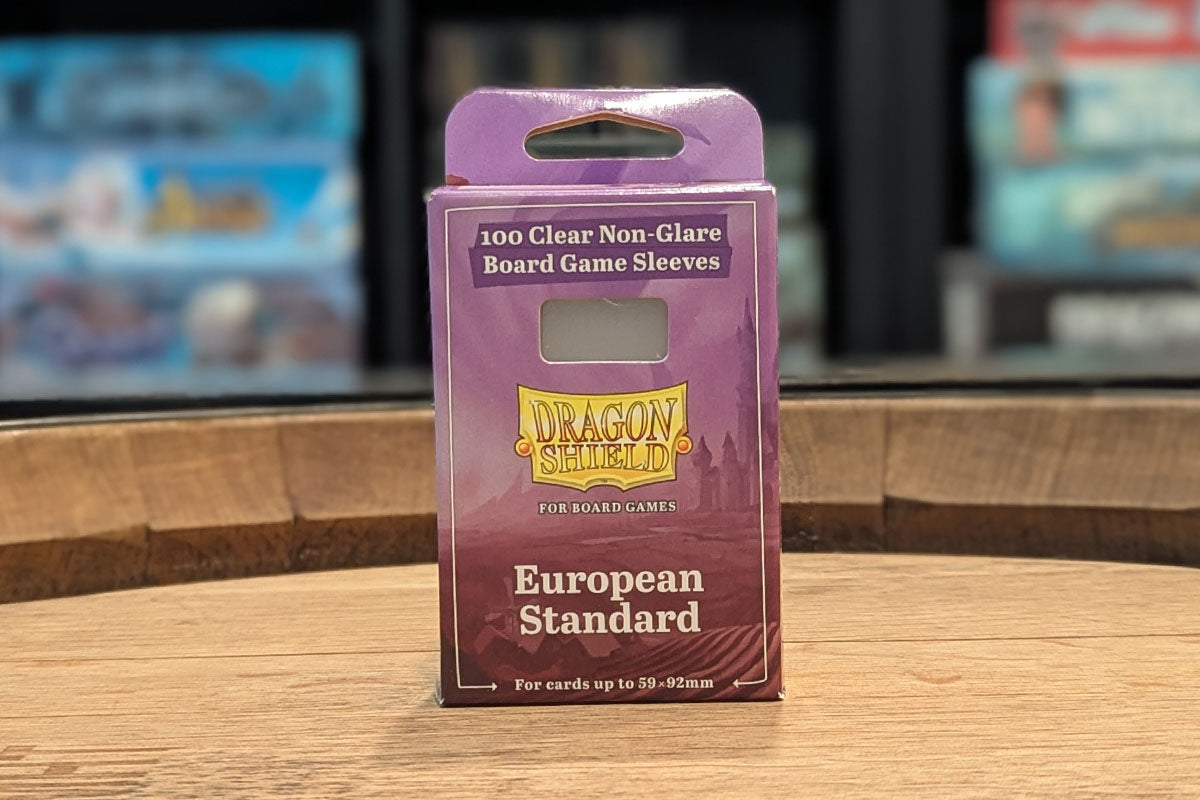 100 Clear Non-Glare
Board Game Sleeves
DRAGON
SHIELD
FOR BOARD GAMES
European
Standard
For cards up to 59×92mm